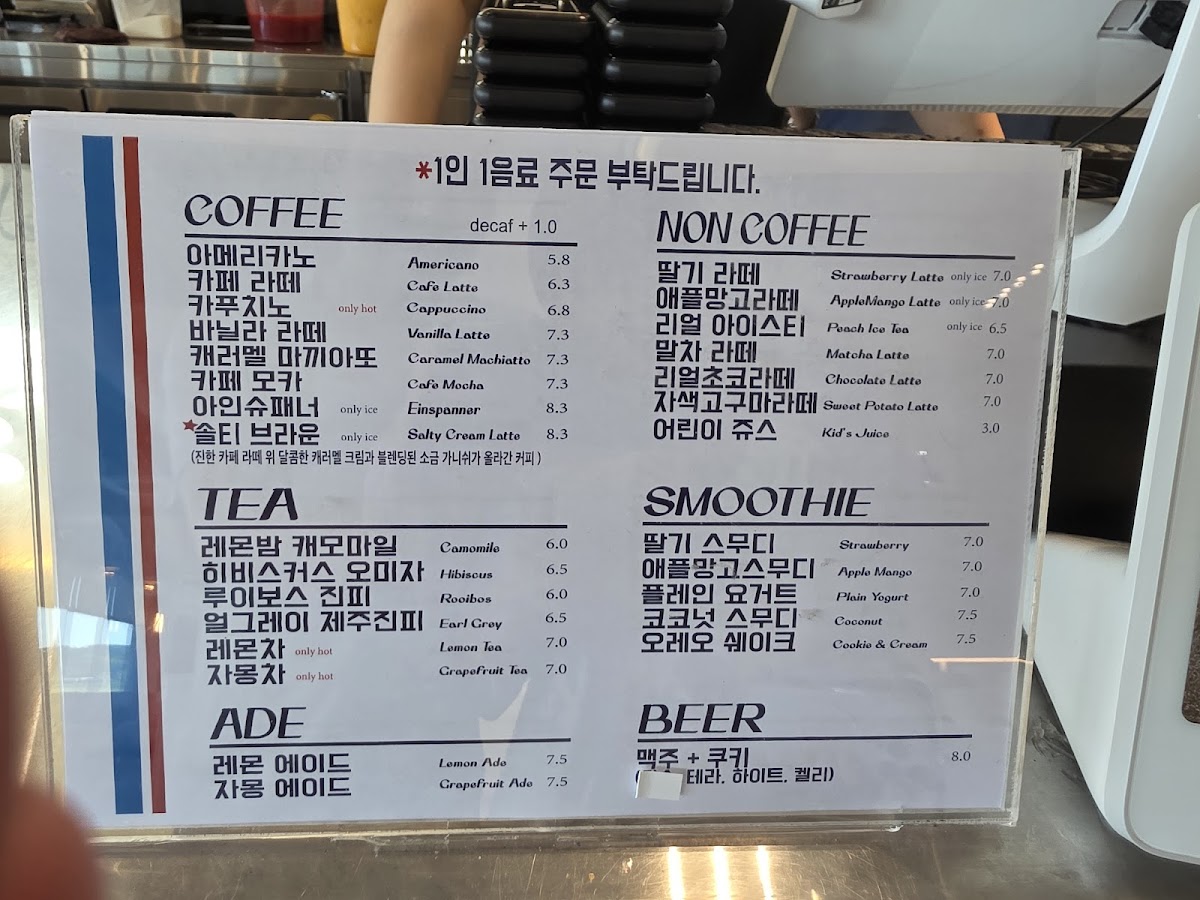 *1인 1음료 주문 부탁드립니다.
COFFEE decaf + 1.0
아메리카노 Americano 5.8
카페 라떼 Cafe Latte 6.3
카푸치노 only hot Cappuccino 6.8
바닐라 라떼 Vanilla Latte 7.3
캐러멜 마끼아또 Caramel Machiatto 7.3
카페 모카 Cafe Mocha 7.3
아인슈패너 only ice Einspanner 8.3
★솔티 브라운 only ice Salty Cream Latte 8.3
(진한 카페 라떼 위 달콤한 캐러멜 크림과 블렌딩된 소금 가니쉬가 올라간 커피)
TEA
레몬밤 캐모마일 Camomile 6.0
히비스커스 오미자 Hibiscus 6.5
루이보스 진피 Rooibos 6.0
얼그레이 제주진피 Earl Grey 6.5
레몬차 only hot Lemon Tea 7.0
자몽차 only hot Grapefruit Tea 7.0
ADE
레몬 에이드 Lemon Ade 7.5
자몽 에이드 Grapefruit Ade 7.5
NON COFFEE
딸기 라떼 Strawberry Latte only ice 7.0
애플망고라떼 AppleMango Latte only ice 7.0
리얼 아이스티 Peach Ice Tea only ice 6.5
말차 라떼 Matcha Latte 7.0
리얼초코라떼 Chocolate Latte 7.0
자색고구마라떼 Sweet Potato Latte 7.0
어린이 쥬스 Kid's Juice 3.0
SMOOTHIE
딸기 스무디 Strawberry 7.0
애플망고스무디 Apple Mango 7.0
플레인 요거트 Plain Yogurt 7.0
코코넛 스무디 Coconut 7.5
오레오 쉐이크 Cookie & Cream 7.5
BEER
맥주 + 쿠키 8.0
테라, 하이트, 켈리)